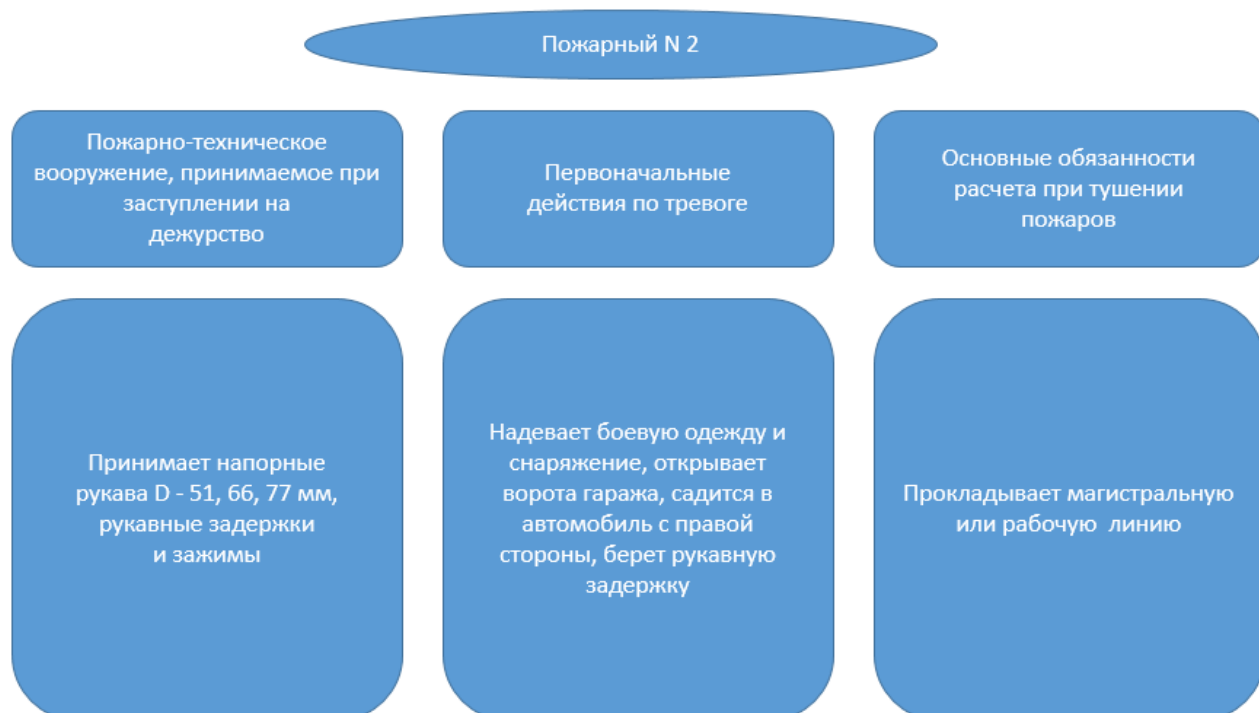 Пожарный N 2
Пожарно-техническое
вооружение, принимаемое при
заступлении на
дежурство
Первоначальные
действия по тревоге
Основные обязанности
расчета при тушении
пожаров
Принимает напорные
рукава D - 51, 66, 77 мм,
рукавные задержки
и зажимы
Надевает боевую одежду и
снаряжение, открывает
ворота гаража, садится в
автомобиль с правой
стороны, берет рукавную
задержку
Прокладывает магистральную
или рабочую  линию